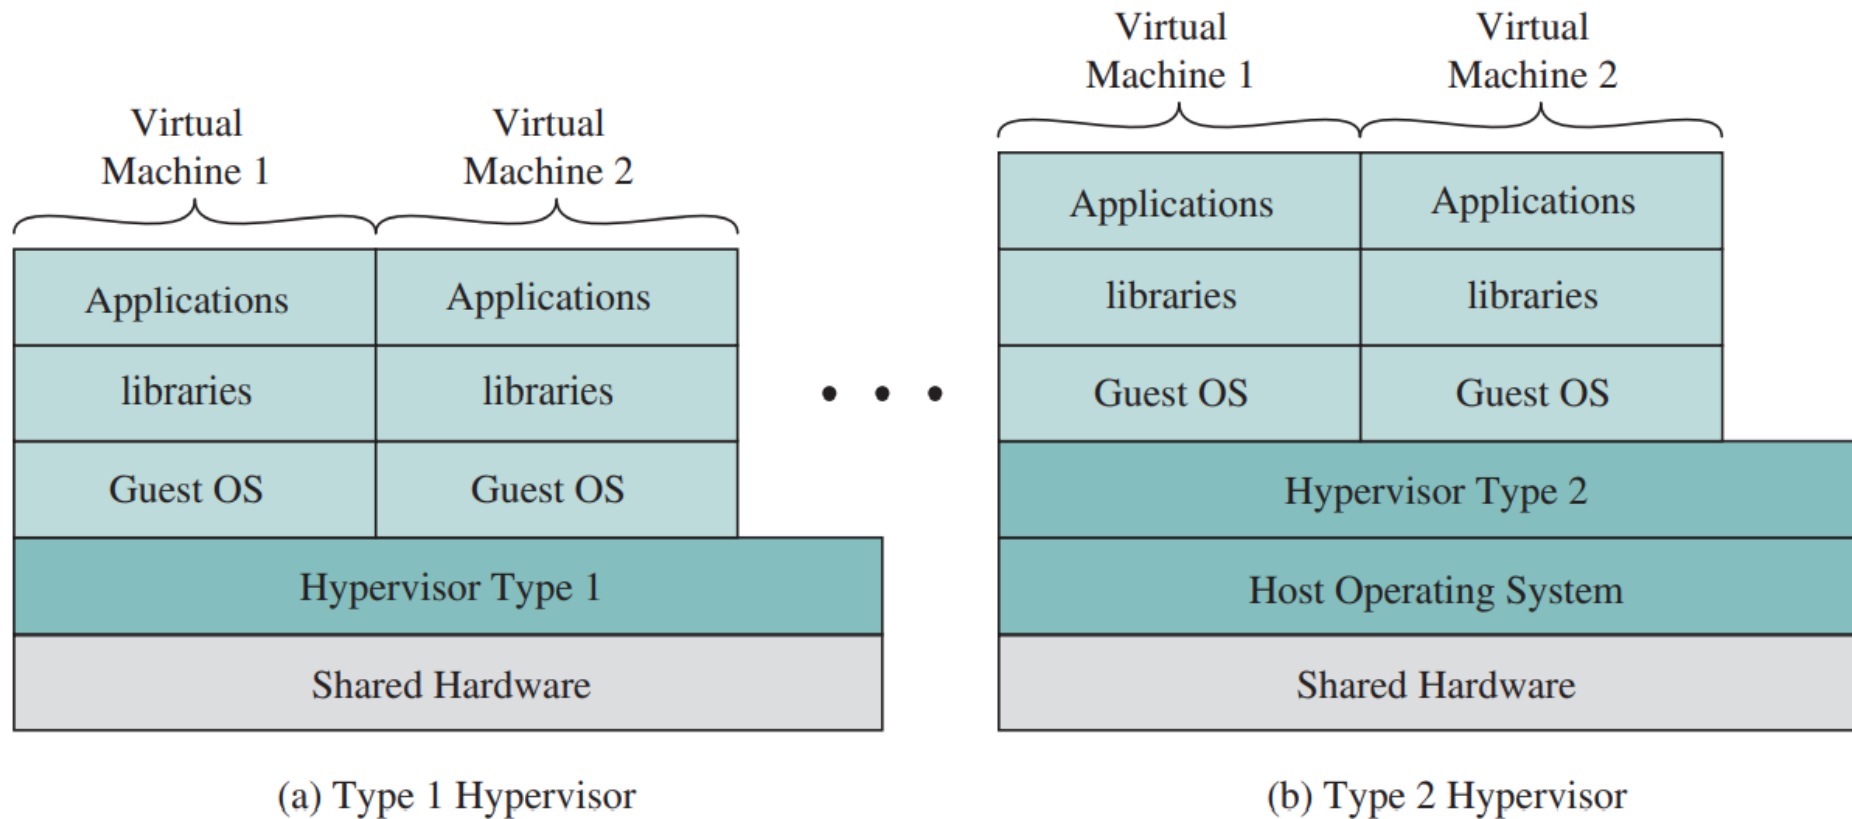 Virtual
Machine 1
Virtual
Machine 2
Applications
Applications
libraries
libraries
Guest OS
Guest OS
Hypervisor Type 1
Shared Hardware
(a) Type 1 Hypervisor
Virtual
Machine 1
Virtual
Machine 2
Applications
Applications
libraries
libraries
Guest OS
Guest OS
Hypervisor Type 2
Host Operating System
Shared Hardware
(b) Type 2 Hypervisor